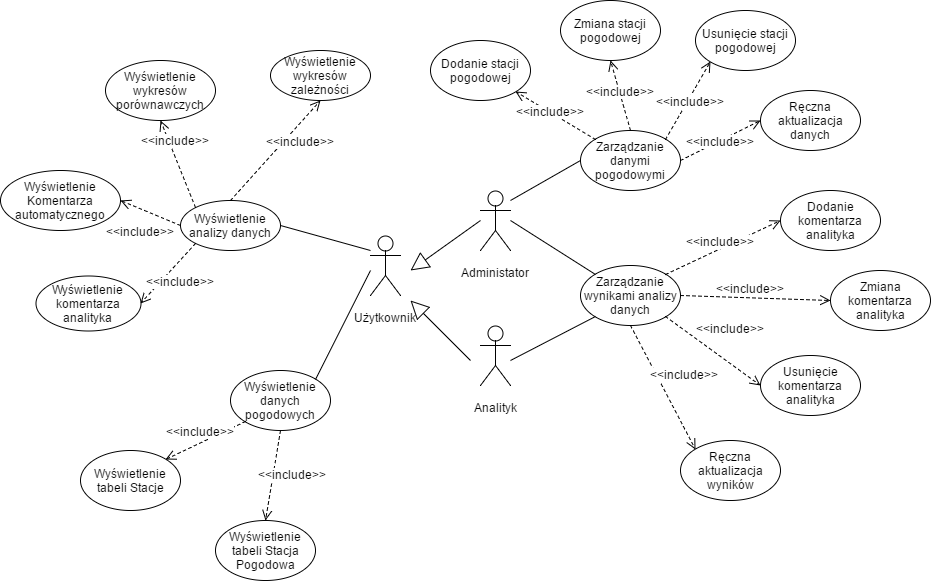 Wyświetlenie
wykresów
porównawczych
Wyświetlenie
wykresów
zależności
Dodanie stacji
pogodowej
Zmiana stacji
pogodowej
Usunięcie stacji
pogodowej
Ręczna
aktualizacja
danych
<<include>>
<<include>>
<<include>>
<<include>>
<<include>>
<<include>>
Wyświetlenie
Komentarza
automatycznego
<<include>>
Wyświetlenie
analizy danych
<<include>>
Wyświetlenie
komentarza
analityka
Zarządzanie
danymi
pogodowymi
Administrator
Użytkownik
Analityk
Zarządzanie
wynikami analizy
danych
<<include>>
Dodanie
komentarza
analityka
<<include>>
Zmiana
komentarza
analityka
<<include>>
Usunięcie
komentarza
analityka
<<include>>
Ręczna
aktualizacja
wyników
Wyświetlenie
danych
pogodowych
<<include>>
Wyświetlenie
tabeli Stacje
<<include>>
Wyświetlenie
tabeli Stacja
Pogodowa